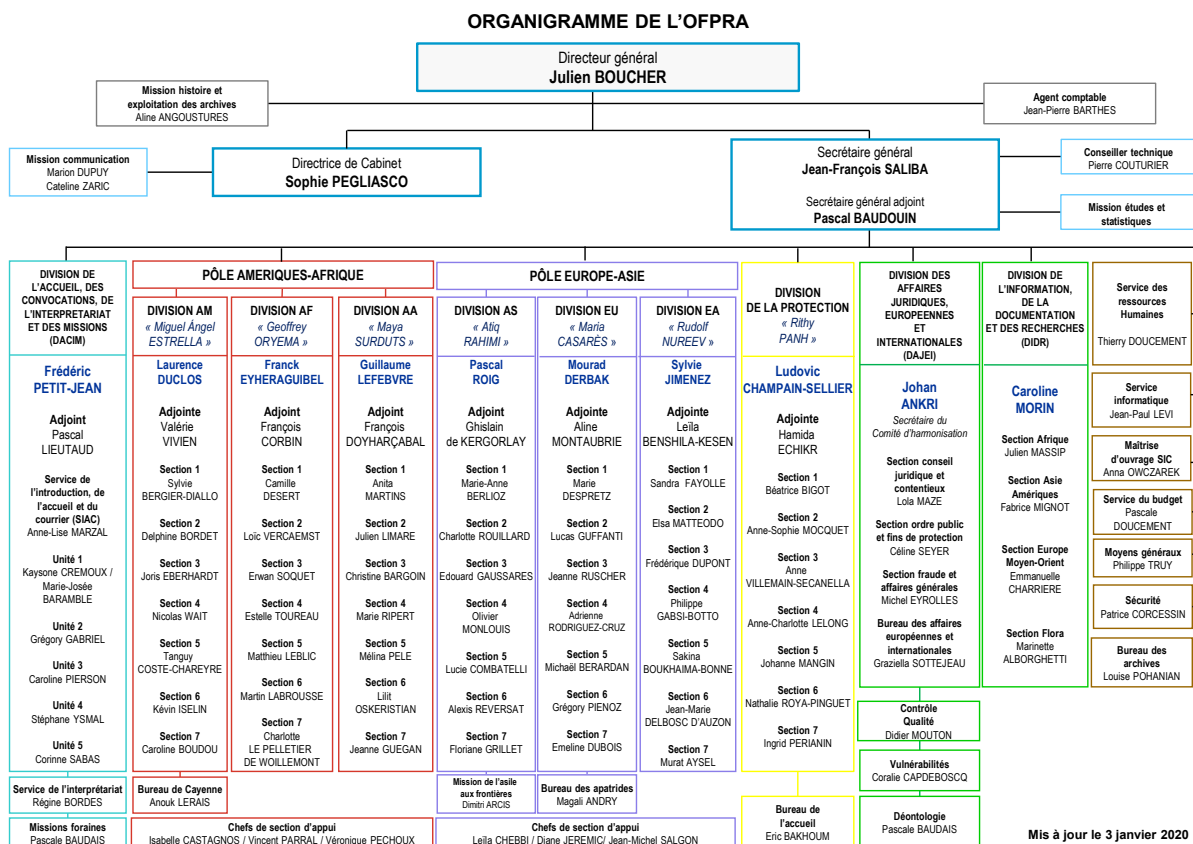 ORGANIGRAMME DE L'OFPRA
Directeur général
Julien BOUCHER
Mission histoire et
exploitation des archives
Aline ANGOUSTURES
Agent comptable
Jean-Pierre BARTHES
Mission communication
Marion DUPUY
Cateline ZARIC
Directrice de Cabinet
Sophie PEGLIASCO
Secrétaire général
Jean-François SALIBA
Secrétaire général adjoint
Pascal BAUDOUIN
Conseiller technique
Pierre COUTURIER
Mission études et
statistiques
DIVISION DE
L'ACCUEIL, DES
CONVOCATIONS, DE
L'INTERPRETARIAT
ET DES MISSIONS
(DACIM)
Frédéric
PETIT-JEAN
Adjoint
Pascal
LIEUTAUD
Service de
l'introduction, de
l'accueil et du
courrier (SIAC)
Anne-Lise MARZAL
Unité 1
Kaysone CREMOUX /
Marie-Josée
BARAMBLE
Unité 2
Grégory GABRIEL
Unité 3
Caroline PIERSON
Unité 4
Stéphane YSMAL
Unité 5
Corinne SABAS
Service de l'interprétariat
Régine BORDES
Missions foraines
Pascale BAUDAIS
PÔLE AMERIQUES-AFRIQUE
DIVISION AM
« Miguel Ángel
ESTRELLA »
Laurence
DUCLOS
Adjointe
Valérie
VIVIEN
Section 1
Sylvie
BERGIER-DIALLO
Section 2
Delphine BORDET
Section 3
Joris EBERHARDT
Section 4
Nicolas WAIT
Section 5
Tanguy
COSTE-CHAREYRE
Section 6
Kévin ISELIN
Section 7
Caroline BOUDOU
Bureau de Cayenne
Anouk LERAIS
DIVISION AF
« Geoffrey
ORYEMA »
Franck
EYHERAGUIBEL
Adjoint
François
CORBIN
Section 1
Camille
DESERT
Section 2
Loïc VERCAEMST
Section 3
Erwan SOQUET
Section 4
Estelle TOUREAU
Section 5
Matthieu LEBLIC
Section 6
Martin LABROUSSE
Section 7
Charlotte
LE PELLETIER
DE WOILLEMONT
DIVISION AA
« Maya
SURDUTS »
Guillaume
LEFEBVRE
Adjoint
François
DOYHARÇABAL
Section 1
Anita
MARTINS
Section 2
Julien LIMARE
Section 3
Christine BARGOIN
Section 4
Marie RIPERT
Section 5
Mélina PELE
Section 6
Lilit
OSKERISTIAN
Section 7
Jeanne GUEGAN
Chefs de section d'appui
Isabelle CASTAGNOS / Vincent PARRAL / Véronique PECHOUX
PÔLE EUROPE-ASIE
DIVISION AS
« Atiq
RAHIMI »
Pascal
ROIG
Adjoint
Ghislain
de KERGORLAY
Section 1
Marie-Anne
BERLIOZ
Section 2
Charlotte ROUILLARD
Section 3
Edouard GAUSSARES
Section 4
Olivier
MONLOUIS
Section 5
Lucie COMBATELLI
Section 6
Alexis REVERSAT
Section 7
Floriane GRILLET
Mission de l'asile
aux frontières
Dimitri ARCIS
DIVISION EU
« Maria
CASARÈS »
Mourad
DERBAK
Adjointe
Aline
MONTAUBRIE
Section 1
Marie
DESPRETZ
Section 2
Lucas GUFFANTI
Section 3
Jeanne RUSCHER
Section 4
Adrienne
RODRIGUEZ-CRUZ
Section 5
Michaël BERARDAN
Section 6
Grégory PIENOZ
Section 7
Emeline DUBOIS
Bureau des apatrides
Magali ANDRY
DIVISION EA
« Rudolf
NUREEV »
Sylvie
JIMENEZ
Adjointe
Leïla
BENSHILA-KESEN
Section 1
Sandra FAYOLLE
Section 2
Elsa MATTEODO
Section 3
Frédérique DUPONT
Section 4
Philippe
GABSI-BOTTO
Section 5
Sakina
BOUKHAIMA-BONNE
Section 6
Jean-Marie
DELBOSC D'AUZON
Section 7
Murat AYSEL
Chefs de section d'appui
Leïla CHEBBI / Diane JEREMIC/ Jean-Michel SALGON
DIVISION
DE LA PROTECTION
« Rithy
PANH »
Ludovic
CHAMPAIN-SELLIER
Adjointe
Hamida
ECHIKR
Section 1
Béatrice BIGOT
Section 2
Anne-Sophie MOCQUET
Section 3
Anne
VILLEMAIN-SECANELLA
Section 4
Anne-Charlotte LELONG
Section 5
Johanne MANGIN
Section 6
Nathalie ROYA-PINGUET
Section 7
Ingrid PERIANIN
Bureau de
l'accueil
Eric BAKHOUM
DIVISION DES
AFFAIRES
JURIDIQUES,
EUROPEENNES
ET
INTERNATIONALES
(DAJEI)
Johan
ANKRI
Secrétaire du
Comité d'harmonisation
Section conseil
juridique et
contentieux
Lola MAZE
Section ordre public
et fins de protection
Céline SEYER
Section fraude et
affaires générales
Michel EYROLLES
Bureau des affaires
européennes et
internationales
Graziella SOTTEJEAU
Contrôle
Qualité
Didier MOUTON
Vulnérabilités
Coralie CAPDEBOSCQ
Déontologie
Pascale BAUDAIS
DIVISION DE
L'INFORMATION,
DE LA
DOCUMENTATION
ET DES RECHERCHES
(DIDR)
Caroline
MORIN
Section Afrique
Julien MASSIP
Section Asie
Amériques
Fabrice MIGNOT
Section Europe
Moyen-Orient
Emmanuelle
CHARRIERE
Section Flora
Marinette
ALBORGHETTI
Service des
ressources
Humaines
Thierry DOUCEMENT
Service
informatique
Jean-Paul LEVI
Maîtrise
d'ouvrage SIC
Anna OWCZAREK
Service du budget
Pascale
DOUCEMENT
Moyens généraux
Philippe TRUY
Sécurité
Patrice CORCESSIN
Bureau des
archives
Louise POHANIAN
Mis à jour le 3 janvier 2020